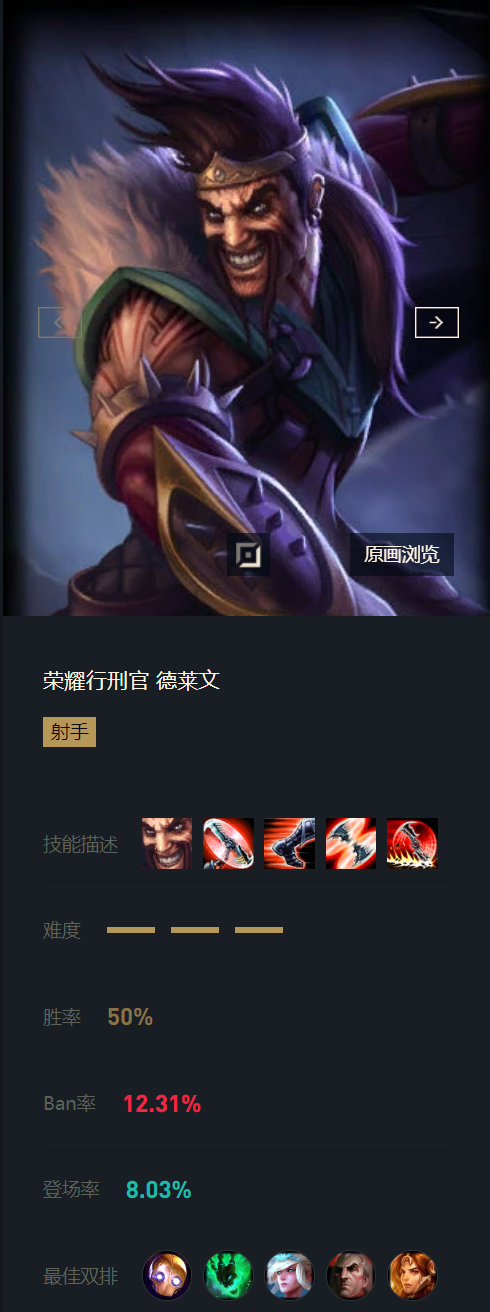 原画浏览
荣耀行刑官 德莱文
射手
技能描述
难度
胜率 50%
Ban率 12.31%
登场率 8.03%
最佳双排